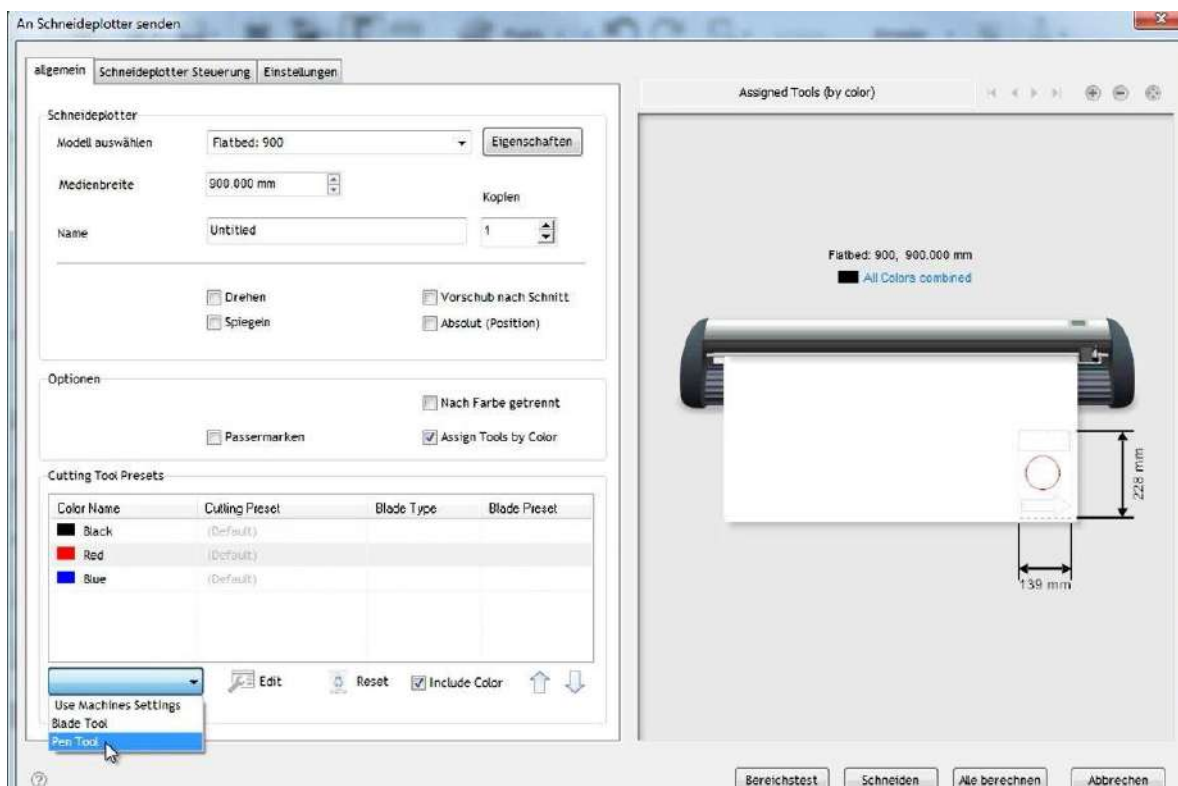 An Schneideplotter senden
allgemein Schneideplotter Steuerung Einstellungen
Schneideplotter
Modell auswählen Flatbed: 900 Eigenschaften
Medienbreite 900.000 mm
Kopien
Name Untitled 1
Drehen Vorschub nach Schnitt
Spiegeln Absolut (Position)
Optionen
Nach Farbe getrennt
Passermarken Assign Tools by Color
Cutting Tool Presets
Color Name Cutting Preset Blade Type Blade Preset
Black (Default)
Red (Default)
Blue (Default)
Edit Reset Include Color
Use Machines Settings
Blade Tool
Pen Tool
Assigned Tools (by color)
Flatbed: 900, 900.000 mm
All Colors combined
228 mm
139 mm
Bereichstest Schneiden Alle berechnen Abbrechen